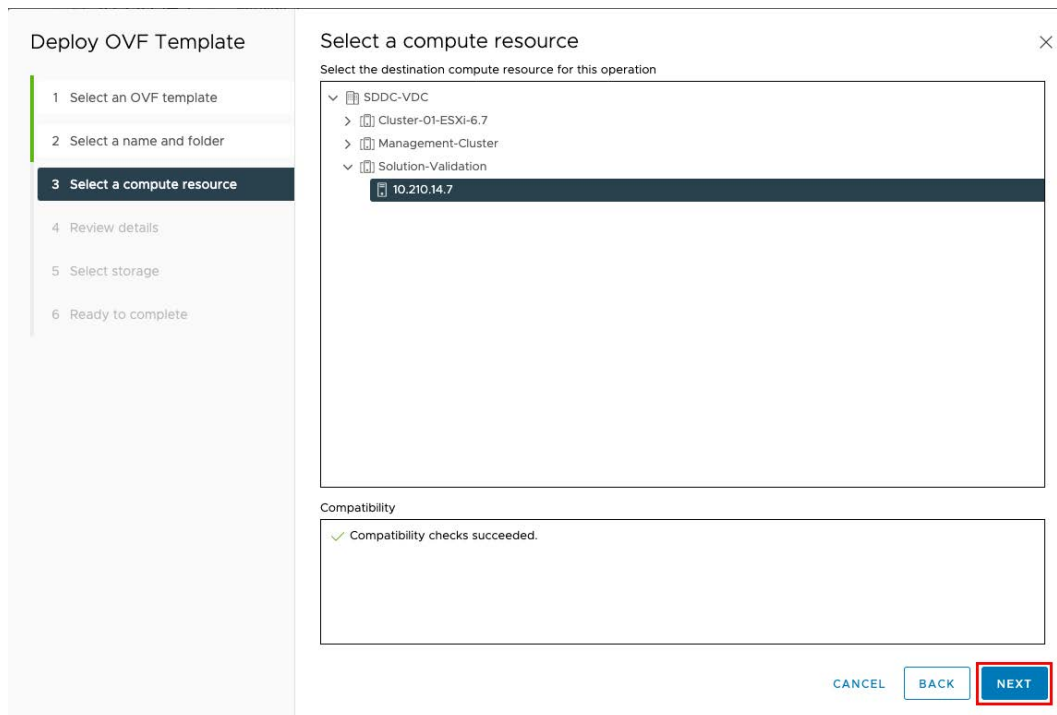 Deploy OVF Template
1 Select an OVF template
2 Select a name and folder
3 Select a compute resource
4 Review details
5 Select storage
6 Ready to complete
Select a compute resource
Select the destination compute resource for this operation
SDDC-VDC
Cluster-01-ESXi-6.7
Management-Cluster
Solution-Validation
10.210.14.7
Compatibility
Compatibility checks succeeded.
CANCEL
BACK
NEXT